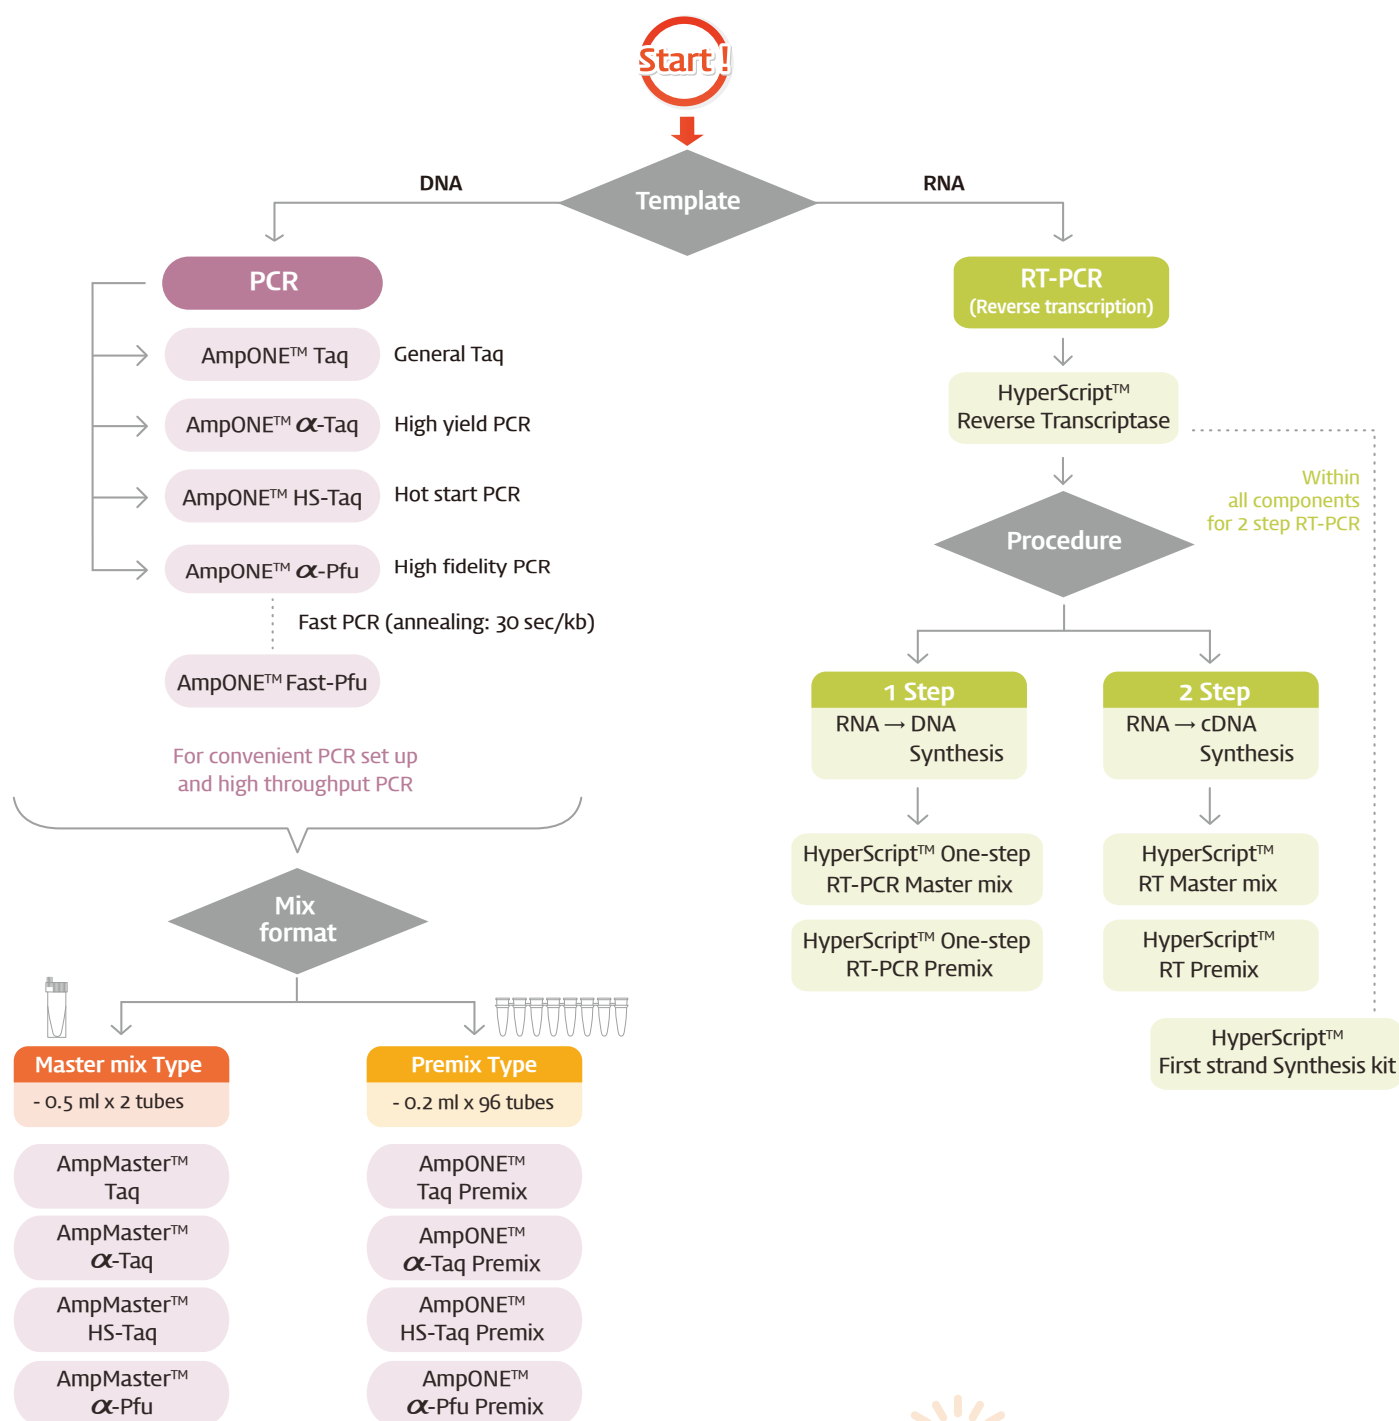 Start !
Template
DNA
RNA
PCR
AmpONE™ Taq
General Taq
AmpONE™ α-Taq
High yield PCR
AmpONE™ HS-Taq
Hot start PCR
AmpONE™ α-Pfu
High fidelity PCR
Fast PCR (annealing: 30 sec/kb)
AmpONE™ Fast-Pfu
For convenient PCR set up
and high throughput PCR
Mix
format
Master mix Type
- 0.5 ml x 2 tubes
AmpMaster™
Taq
AmpMaster™
α-Taq
AmpMaster™
HS-Taq
AmpMaster™
α-Pfu
Premix Type
- 0.2 ml x 96 tubes
AmpONE™
Taq Premix
AmpONE™
α-Taq Premix
AmpONE™
HS-Taq Premix
AmpONE™
α-Pfu Premix
RT-PCR
(Reverse transcription)
HyperScript™
Reverse Transcriptase
Within
all components
for 2 step RT-PCR
Procedure
1 Step
RNA → DNA
Synthesis
HyperScript™ One-step
RT-PCR Master mix
HyperScript™ One-step
RT-PCR Premix
2 Step
RNA → cDNA
Synthesis
HyperScript™
RT Master mix
HyperScript™
RT Premix
HyperScript™
First strand Synthesis kit